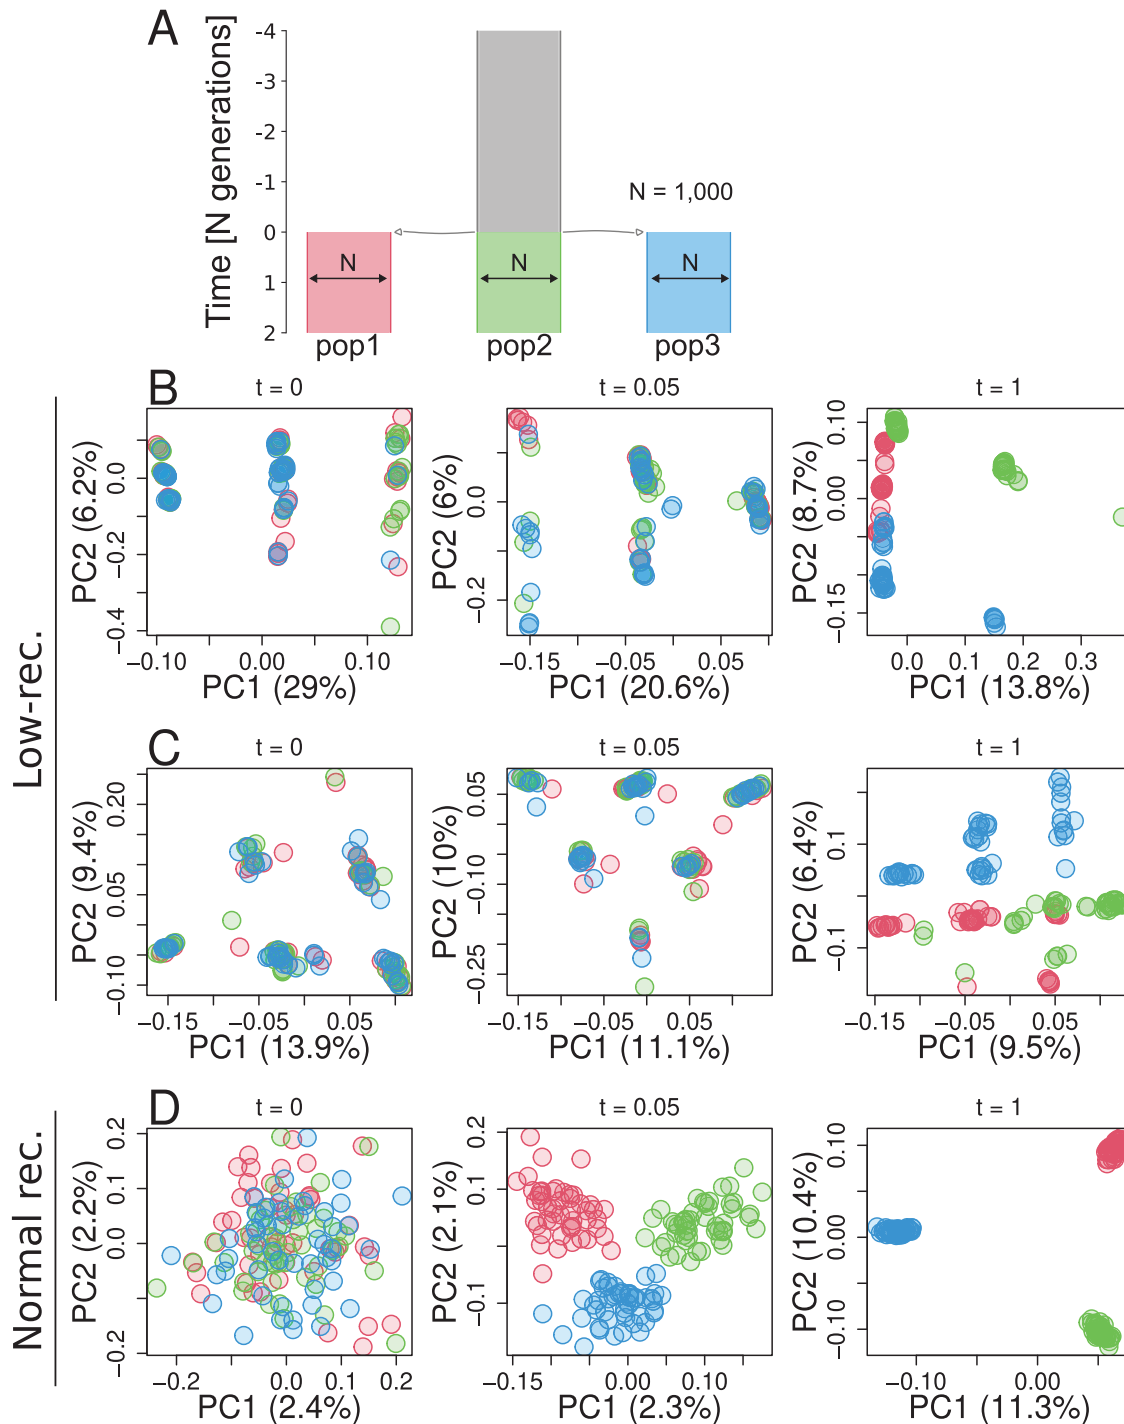 A
Time [N generations]
-4
-3
-2
-1
0
1
2
N = 1,000
N
N
N
pop1
pop2
pop3
Low-rec.
B
t = 0
PC2 (6.2%)
0.0
−0.2
−0.4
−0.10
0.00
0.10
PC1 (29%)
t = 0.05
PC2 (6%)
0.0
−0.2
−0.15
−0.05
0.05
PC1 (20.6%)
t = 1
PC2 (8.7%)
0.10
0.00
−0.15
0.0
0.1
0.2
0.3
PC1 (13.8%)
C
t = 0
PC2 (9.4%)
0.20
0.05
−0.10
−0.15
−0.05
0.05
PC1 (13.9%)
t = 0.05
PC2 (10%)
0.05
−0.10
−0.25
−0.15
−0.05
0.05
PC1 (11.1%)
t = 1
PC2 (6.4%)
0.1
−0.1
−0.15
−0.05
0.05
PC1 (9.5%)
Normal rec.
D
t = 0
PC2 (2.2%)
0.2
0.1
0.0
−0.2
−0.2
0.0
0.1
0.2
PC1 (2.4%)
t = 0.05
PC2 (2.1%)
0.2
0.1
−0.1
−0.15
0.00
0.10
PC1 (2.3%)
t = 1
PC2 (10.4%)
0.10
0.00
−0.10
−0.10
0.00
PC1 (11.3%)